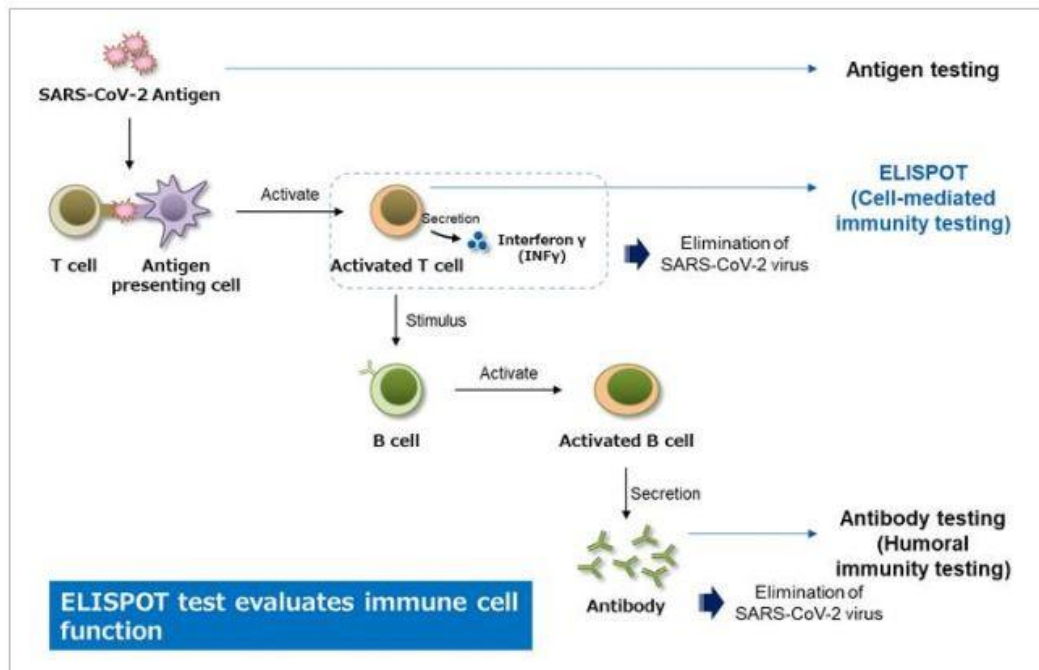 SARS-CoV-2 Antigen
Antigen testing
T cell
Antigen
presenting cell
Activate
Secretion
Interferon γ
(INFγ)
Activated T cell
ELISPOT
(Cell-mediated
immunity testing)
Elimination of
SARS-CoV-2 virus
Stimulus
B cell
Activate
Activated B cell
Secretion
Antibody
Antibody testing
(Humoral
immunity testing)
Elimination of
SARS-CoV-2 virus
ELISPOT test evaluates immune cell
function